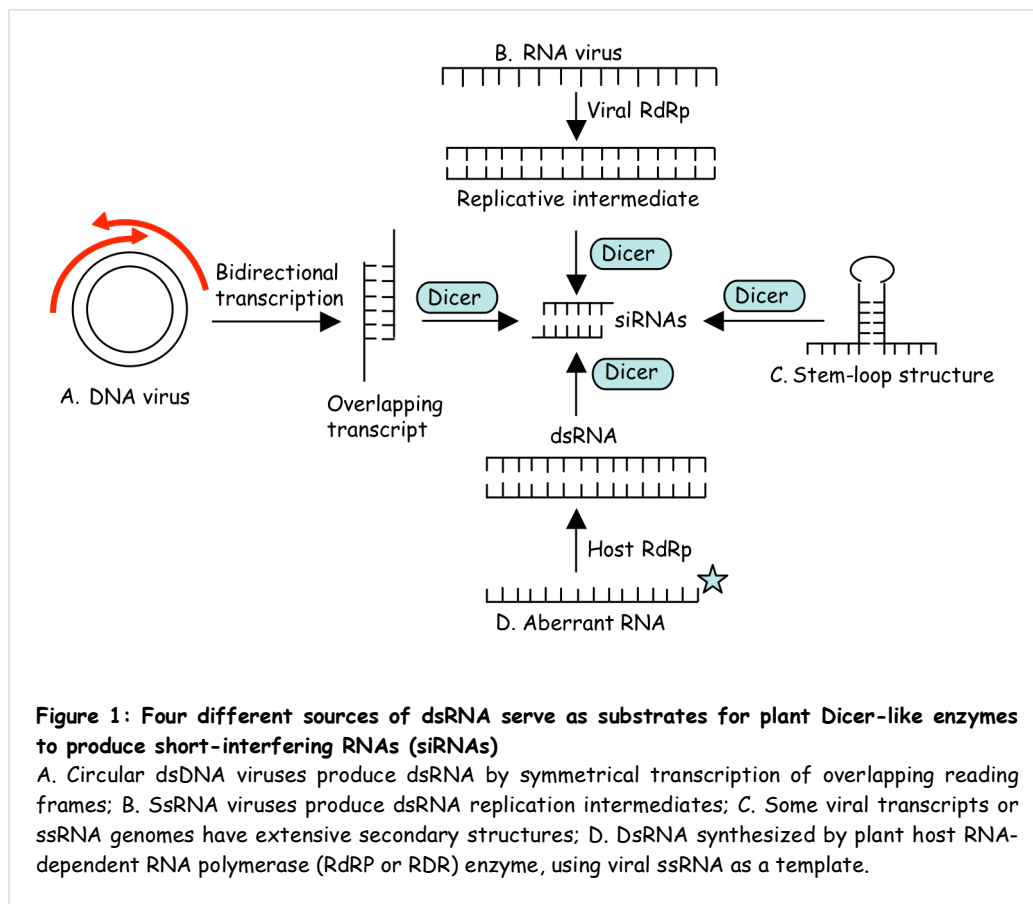 B. RNA virus
Viral RdRp
Replicative intermediate
Dicer
Bidirectional
transcription
Dicer
Dicer
siRNAs
Dicer
A. DNA virus
C. Stem-loop structure
Overlapping
transcript
dsRNA
Host RdRp
D. Aberrant RNA
Figure 1: Four different sources of dsRNA serve as substrates for plant Dicer-like enzymes
to produce short-interfering RNAs (siRNAs)
A. Circular dsDNA viruses produce dsRNA by symmetrical transcription of overlapping reading
frames; B. SsRNA viruses produce dsRNA replication intermediates; C. Some viral transcripts or
ssRNA genomes have extensive secondary structures; D. DsRNA synthesized by plant host RNA-
dependent RNA polymerase (RdRP or RDR) enzyme, using viral ssRNA as a template.